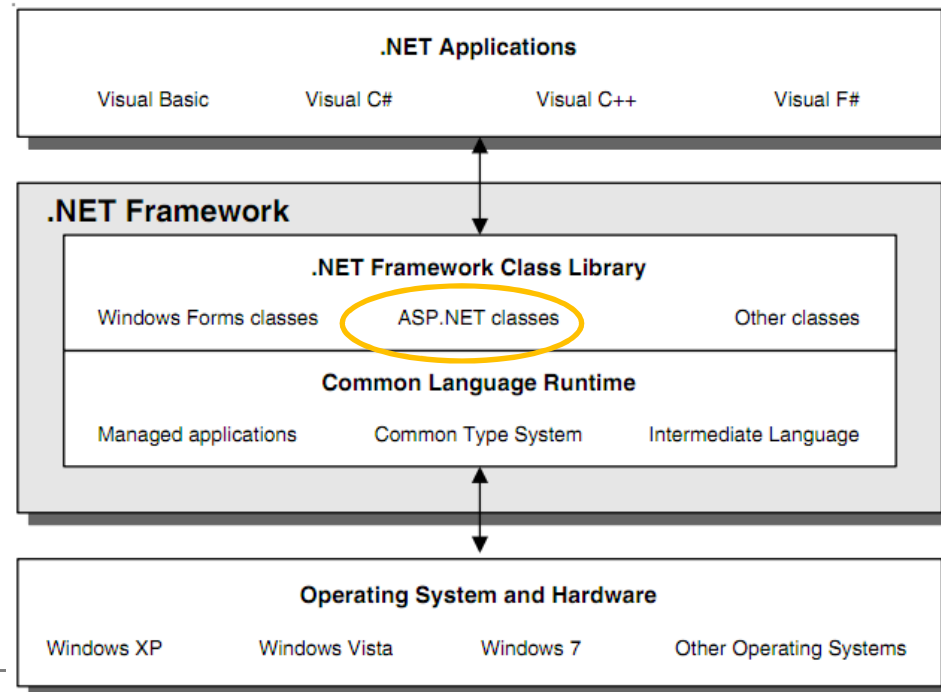 .NET Applications
Visual Basic Visual C# Visual C++ Visual F#
.NET Framework
.NET Framework Class Library
Windows Forms classes ASP.NET classes Other classes
Common Language Runtime
Managed applications Common Type System Intermediate Language
Operating System and Hardware
Windows XP Windows Vista Windows 7 Other Operating Systems